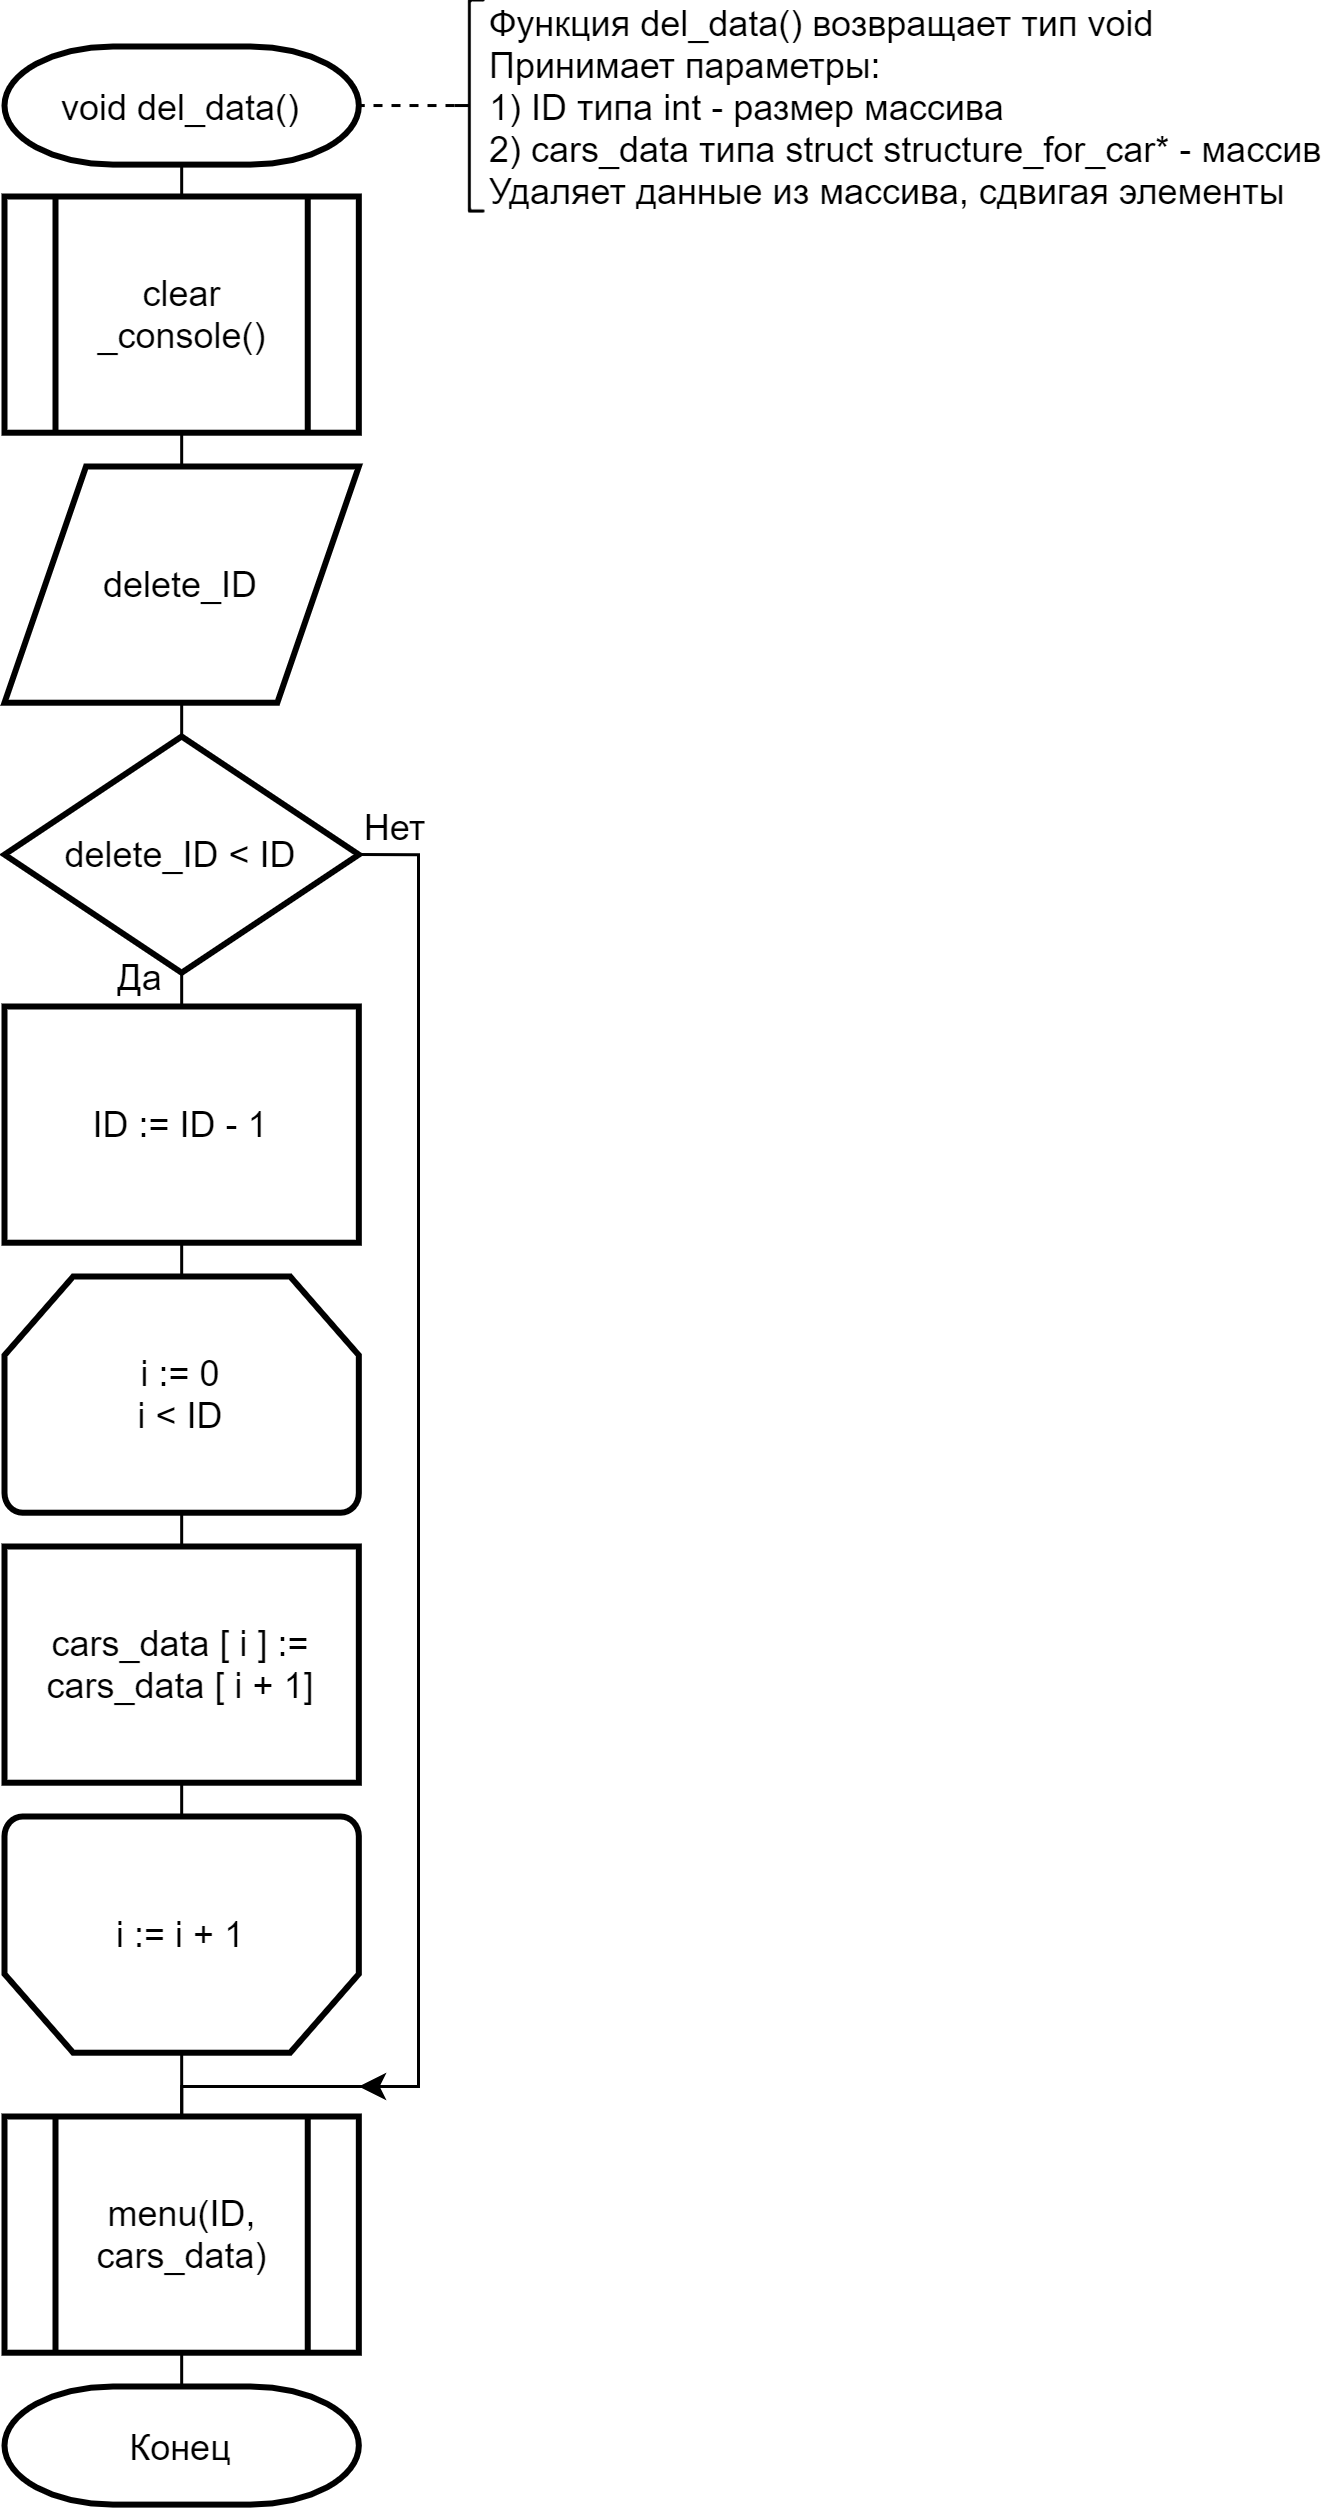 Функция del_data() возвращает тип void
Принимает параметры:
1) ID типа int - размер массива
2) cars_data типа struct structure_for_car* - массив
Удаляет данные из массива, сдвигая элементы
void del_data()
clear
_console()
delete_ID
delete_ID < ID
Нет
Да
ID := ID - 1
i := 0
i < ID
cars_data [ i ] :=
cars_data [ i + 1]
i := i + 1
menu(ID,
cars_data)
Конец